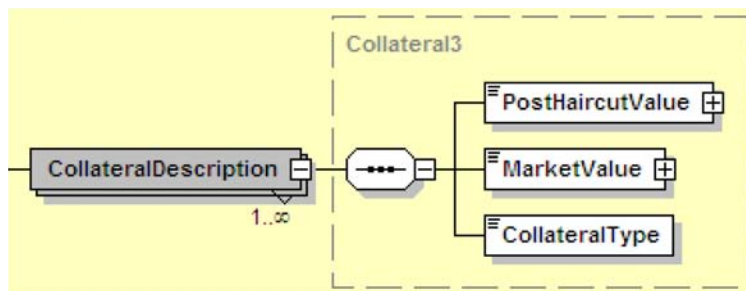 Collateral3
PostHaircutValue
CollateralDescription
MarketValue
1..∞
CollateralType